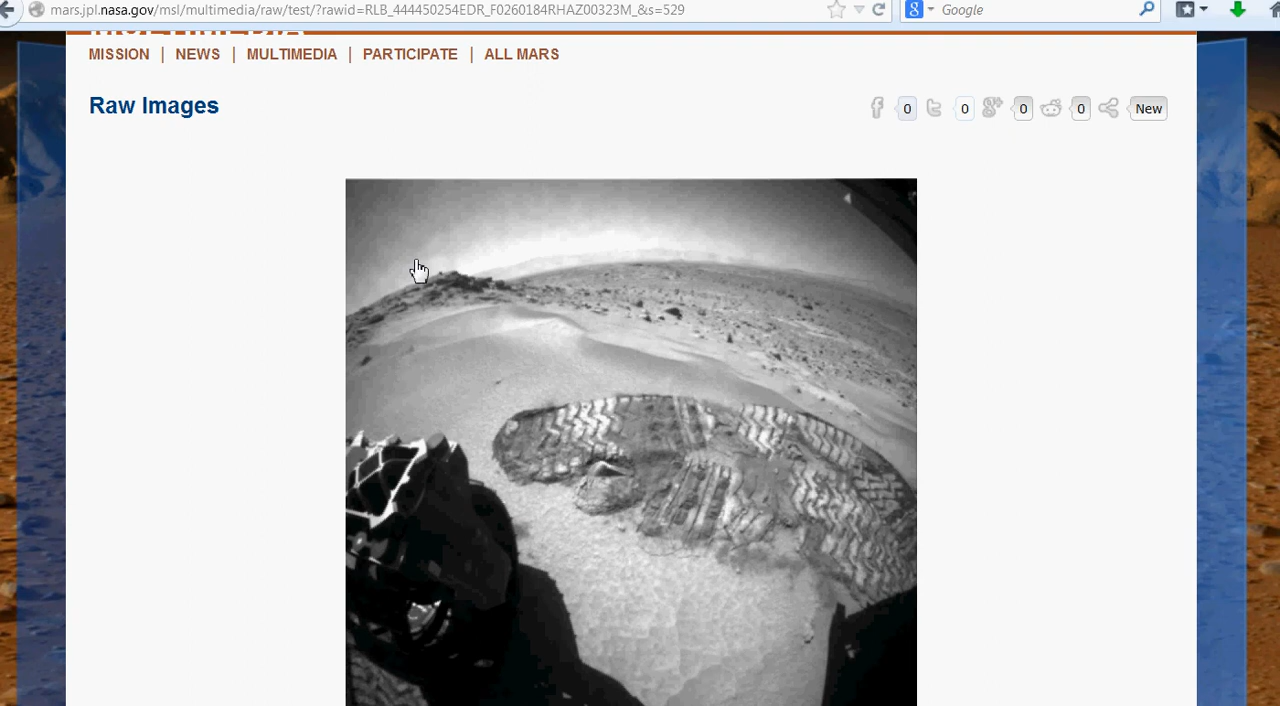 mars.jpl.nasa.gov/msl/multimedia/raw/test/?rawid=RLB_444450254EDR_F0260184RHAZ00323M_&s=529 Google
MISSION | NEWS | MULTIMEDIA | PARTICIPATE | ALL MARS
Raw Images
0 0 0 0 New